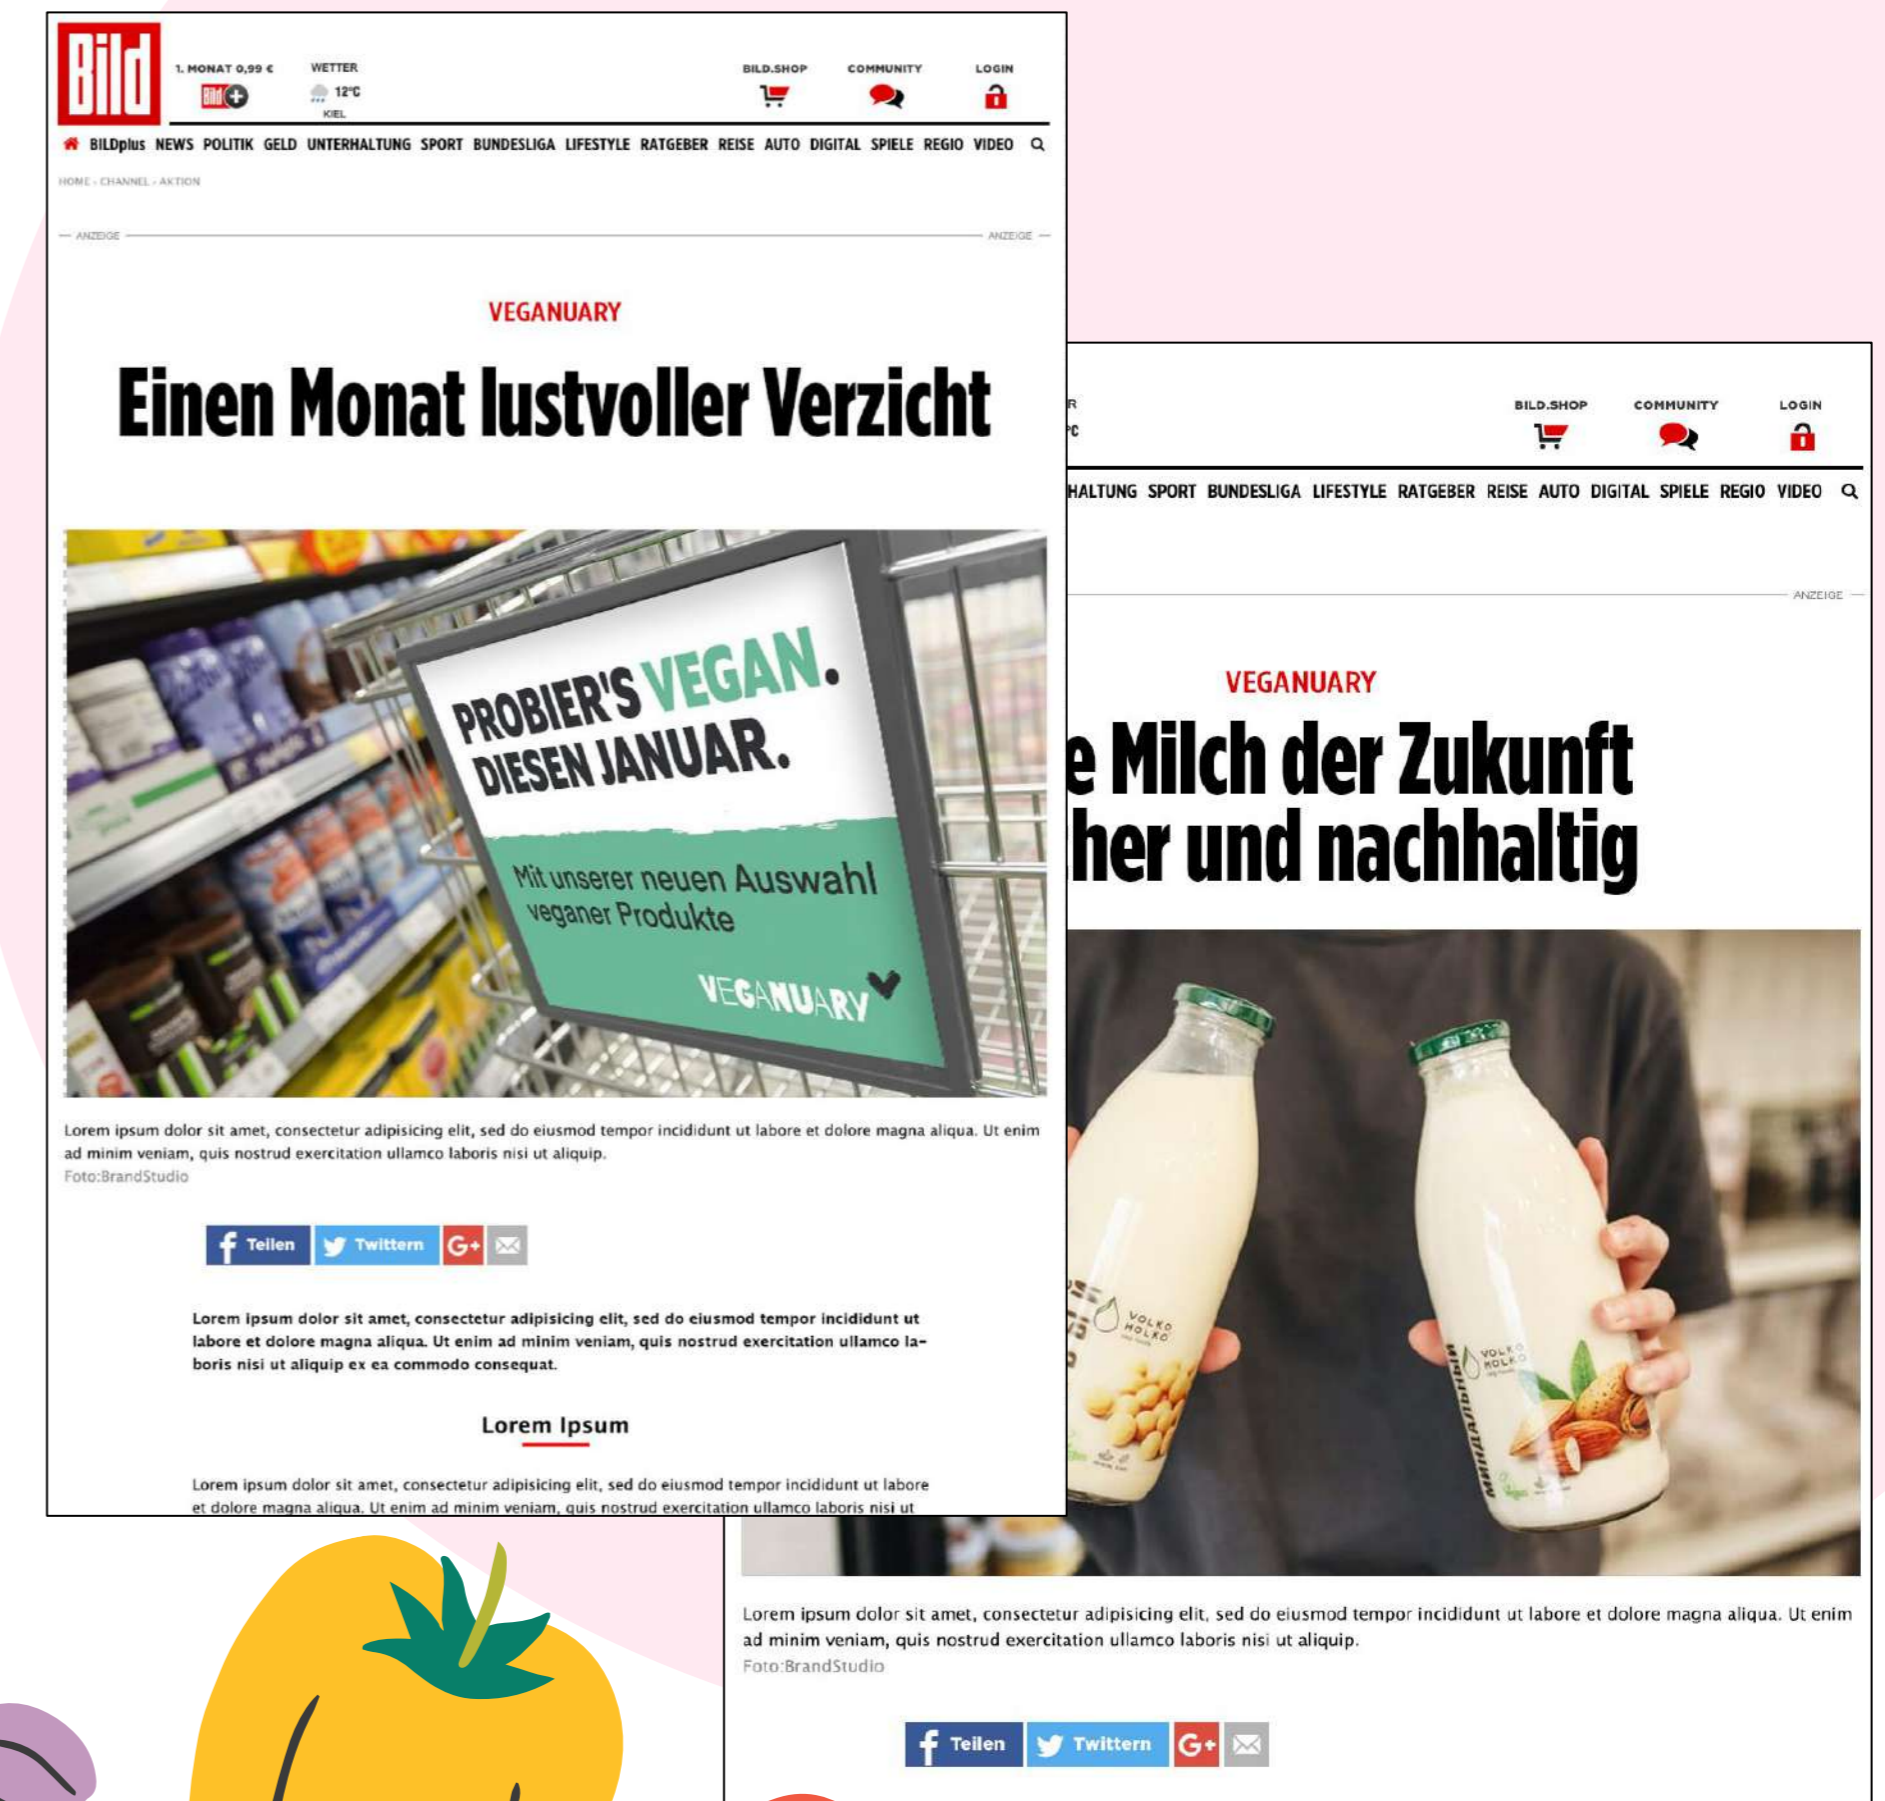 Bild
1. MONAT 0,99 €
Bild +
WETTER
12°C
KIEL
BILD.SHOP
COMMUNITY
LOGIN
BILDplus NEWS POLITIK GELD UNTERHALTUNG SPORT BUNDESLIGA LIFESTYLE RATGEBER REISE AUTO DIGITAL SPIELE REGIO VIDEO
HOME › CHANNEL › AKTION
ANZEIGE
ANZEIGE
VEGANUARY
Einen Monat lustvoller Verzicht
PROBIER'S VEGAN.
DIESEN JANUAR.
Mit unserer neuen Auswahl
veganer Produkte
VEGANUARY
Lorem ipsum dolor sit amet, consectetur adipisicing elit, sed do eiusmod tempor incididunt ut labore et dolore magna aliqua. Ut enim
ad minim veniam, quis nostrud exercitation ullamco laboris nisi ut aliquip.
Foto:BrandStudio
Teilen
Twittern
G+
Lorem ipsum dolor sit amet, consectetur adipisicing elit, sed do eiusmod tempor incididunt ut
labore et dolore magna aliqua. Ut enim ad minim veniam, quis nostrud exercitation ullamco la-
boris nisi ut aliquip ex ea commodo consequat.
Lorem Ipsum
Lorem ipsum dolor sit amet, consectetur adipisicing elit, sed do eiusmod tempor incididunt ut labore
et dolore magna aliqua. Ut enim ad minim veniam, quis nostrud exercitation ullamco laboris nisi ut
R
°C
BILD.SHOP
COMMUNITY
LOGIN
HALTUNG SPORT BUNDESLIGA LIFESTYLE RATGEBER REISE AUTO DIGITAL SPIELE REGIO VIDEO
ANZEIGE
VEGANUARY
e Milch der Zukunft
her und nachhaltig
VOLKO
MOLKO
VOLKO
MOLKO
МИНДАЛЬНЫЙ
Lorem ipsum dolor sit amet, consectetur adipisicing elit, sed do eiusmod tempor incididunt ut labore et dolore magna aliqua. Ut enim
ad minim veniam, quis nostrud exercitation ullamco laboris nisi ut aliquip.
Foto:BrandStudio
Teilen
Twittern
G+